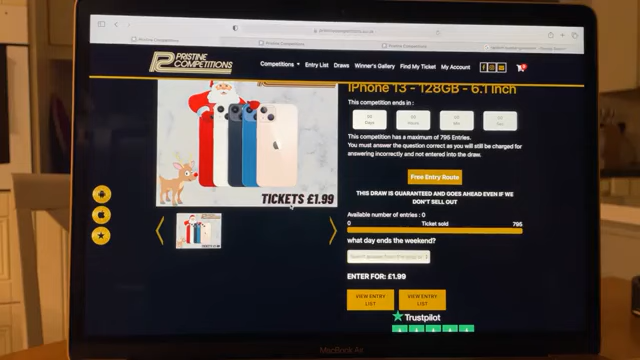 PRISTINE
COMPETITIONS
Competitions
Entry List
Draws
Winner's Gallery
Find My Ticket
My Account
iPhone 13 - 128GB - 6.1 Inch
This competition ends in :
This competition has a maximum of 795 Entries.
You must answer the question correct as you will still be charged for
answering incorrectly and not entered into the draw.
Free Entry Route
THIS DRAW IS GUARANTEED AND GOES AHEAD EVEN IF WE
DON'T SELL OUT
TICKETS £1.99
Available number of entries : 0
0 Ticket sold 795
what day ends the weekend?
ENTER FOR: £1.99
VIEW ENTRY
LIST
VIEW ENTRY
LIST
Trustpilot
MacBook Air